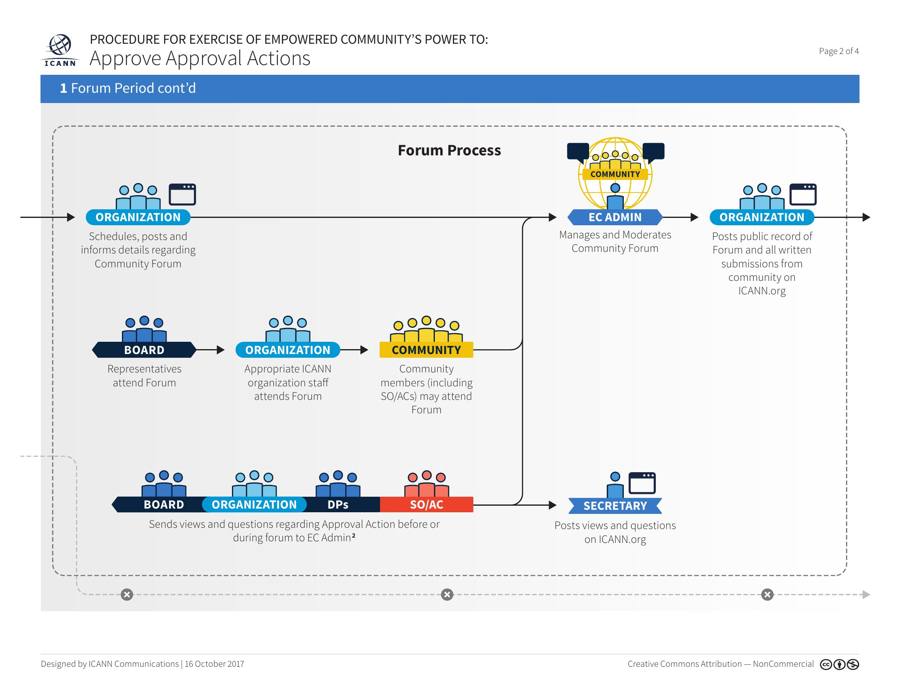 PROCEDURE FOR EXERCISE OF EMPOWERED COMMUNITY'S POWER TO:
Approve Approval Actions
ICANN
Page 2 of 4
1 Forum Period cont'd
Forum Process
COMMUNITY
ORGANIZATION
Schedules, posts and
informs details regarding
Community Forum
EC ADMIN
Manages and Moderates
Community Forum
ORGANIZATION
Posts public record of
Forum and all written
submissions from
community on
ICANN.org
BOARD
Representatives
attend Forum
ORGANIZATION
Appropriate ICANN
organization staff
attends Forum
COMMUNITY
Community
members (including
SO/ACs) may attend
Forum
BOARD
ORGANIZATION
DPs
SO/AC
Sends views and questions regarding Approval Action before or
during forum to EC Admin²
SECRETARY
Posts views and questions
on ICANN.org
Designed by ICANN Communications | 16 October 2017
Creative Commons Attribution — NonCommercial